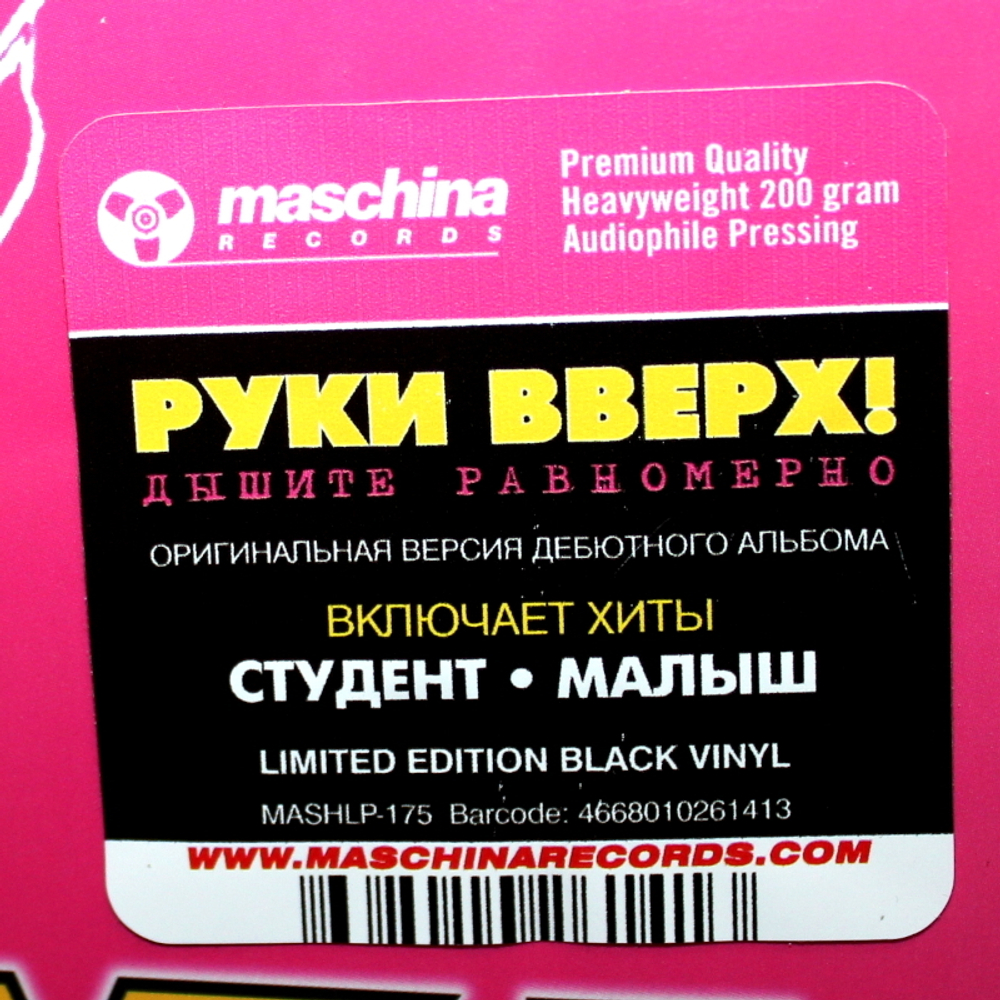 maschina
RECORDS
Premium Quality
Heavyweight 200 gram
Audiophile Pressing
РУКИ ВВЕРХ!
ДЫШИТЕ РАВНОМЕРНО
ОРИГИНАЛЬНАЯ ВЕРСИЯ ДЕБЮТНОГО АЛЬБОМА
ВКЛЮЧАЕТ ХИТЫ
СТУДЕНТ • МАЛЫШ
LIMITED EDITION BLACK VINYL
MASHLP-175 Barcode: 4668010261413
WWW.MASCHINARECORDS.COM